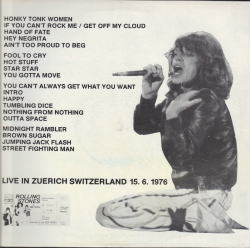 HONKY TONK WOMEN
IF YOU CAN'T ROCK ME / GET OFF MY CLOUD
HAND OF FATE
HEY NEGRITA
AIN'T TOO PROUD TO BEG
FOOL TO CRY
HOT STUFF
STAR STAR
YOU GOTTA MOVE
YOU CAN'T ALWAYS GET WHAT YOU WANT
INTRO
HAPPY
TUMBLING DICE
NOTHING FROM NOTHING
OUTTA SPACE
MIDNIGHT RAMBLER
BROWN SUGAR
JUMPING JACK FLASH
STREET FIGHTING MAN
LIVE IN ZUERICH SWITZERLAND 15. 6. 1976
ROLLING
STONES